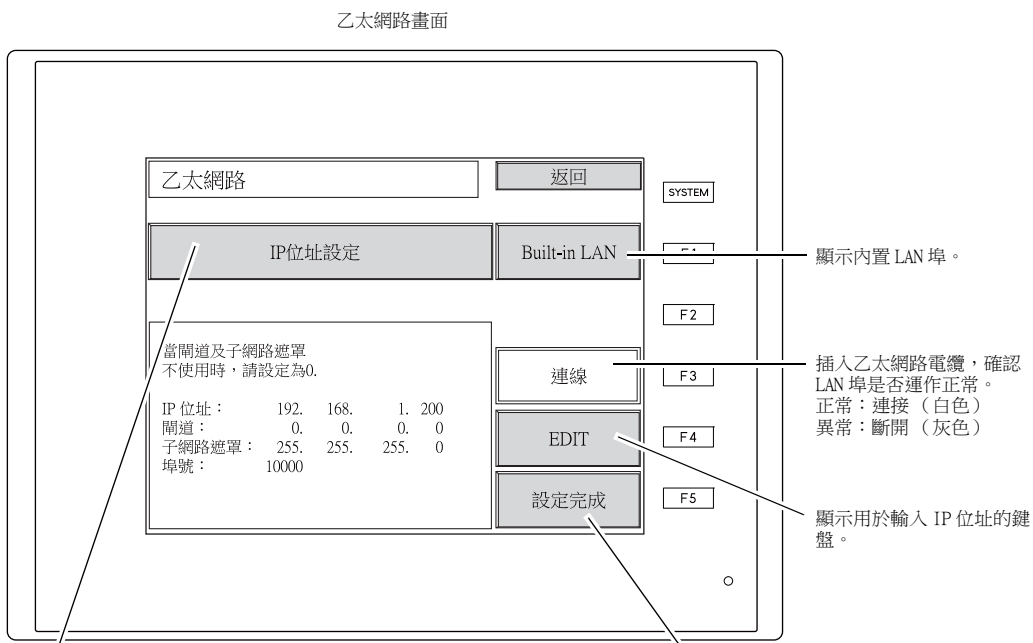 乙太網路畫面
乙太網路
返回
SYSTEM
IP位址設定
Built-in LAN
顯示內置 LAN 埠。
F2
當閘道及子網路遮罩
不使用時，請設定為0.
連線
F3
插入乙太網路電纜，確認
LAN 埠是否運作正常。
正常：連接（白色）
異常：斷開（灰色）
IP 位址： 192. 168. 1. 200
閘道： 0. 0. 0. 0
子網路遮罩： 255. 255. 255. 0
埠號： 10000
EDIT
F4
設定完成
F5
顯示用於輸入 IP 位址的鍵
盤。